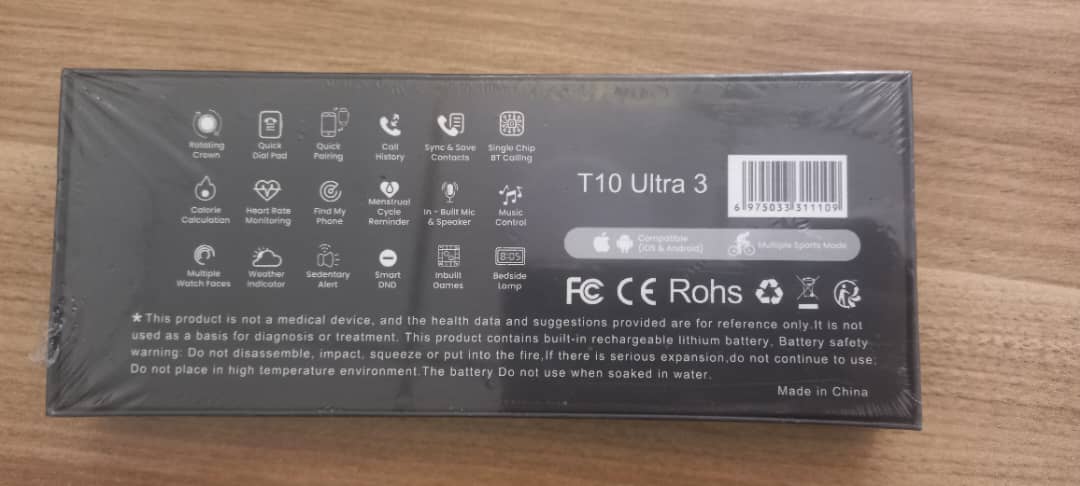 Rotating
Crown
Quick
Dial Pad
Quick
Pairing
Call
History
Sync & Save
Contacts
Single Chip
BT Calling
Calorie
Calculation
Heart Rate
Monitoring
Find My
Phone
Menstrual
Cycle
Reminder
In - Built Mic
& Speaker
Music
Control
Multiple
Watch Faces
Weather
Indicator
Sedentary
Alert
Smart
DND
Inbuilt
Games
8:05
Bedside
Lamp
T10 Ultra 3
6 975033 311109
Compatible
(iOS & Android)
Multiple Sports Mode
FC CE Rohs
*This product is not a medical device, and the health data and suggestions provided are for reference only.It is not
used as a basis for diagnosis or treatment. This product contains built-in rechargeable lithium battery, Battery safety
warning: Do not disassemble, impact, squeeze or put into the fire,If there is serious expansion,do not continue to use.
Do not place in high temperature environment.The battery Do not use when soaked in water.
Made in China